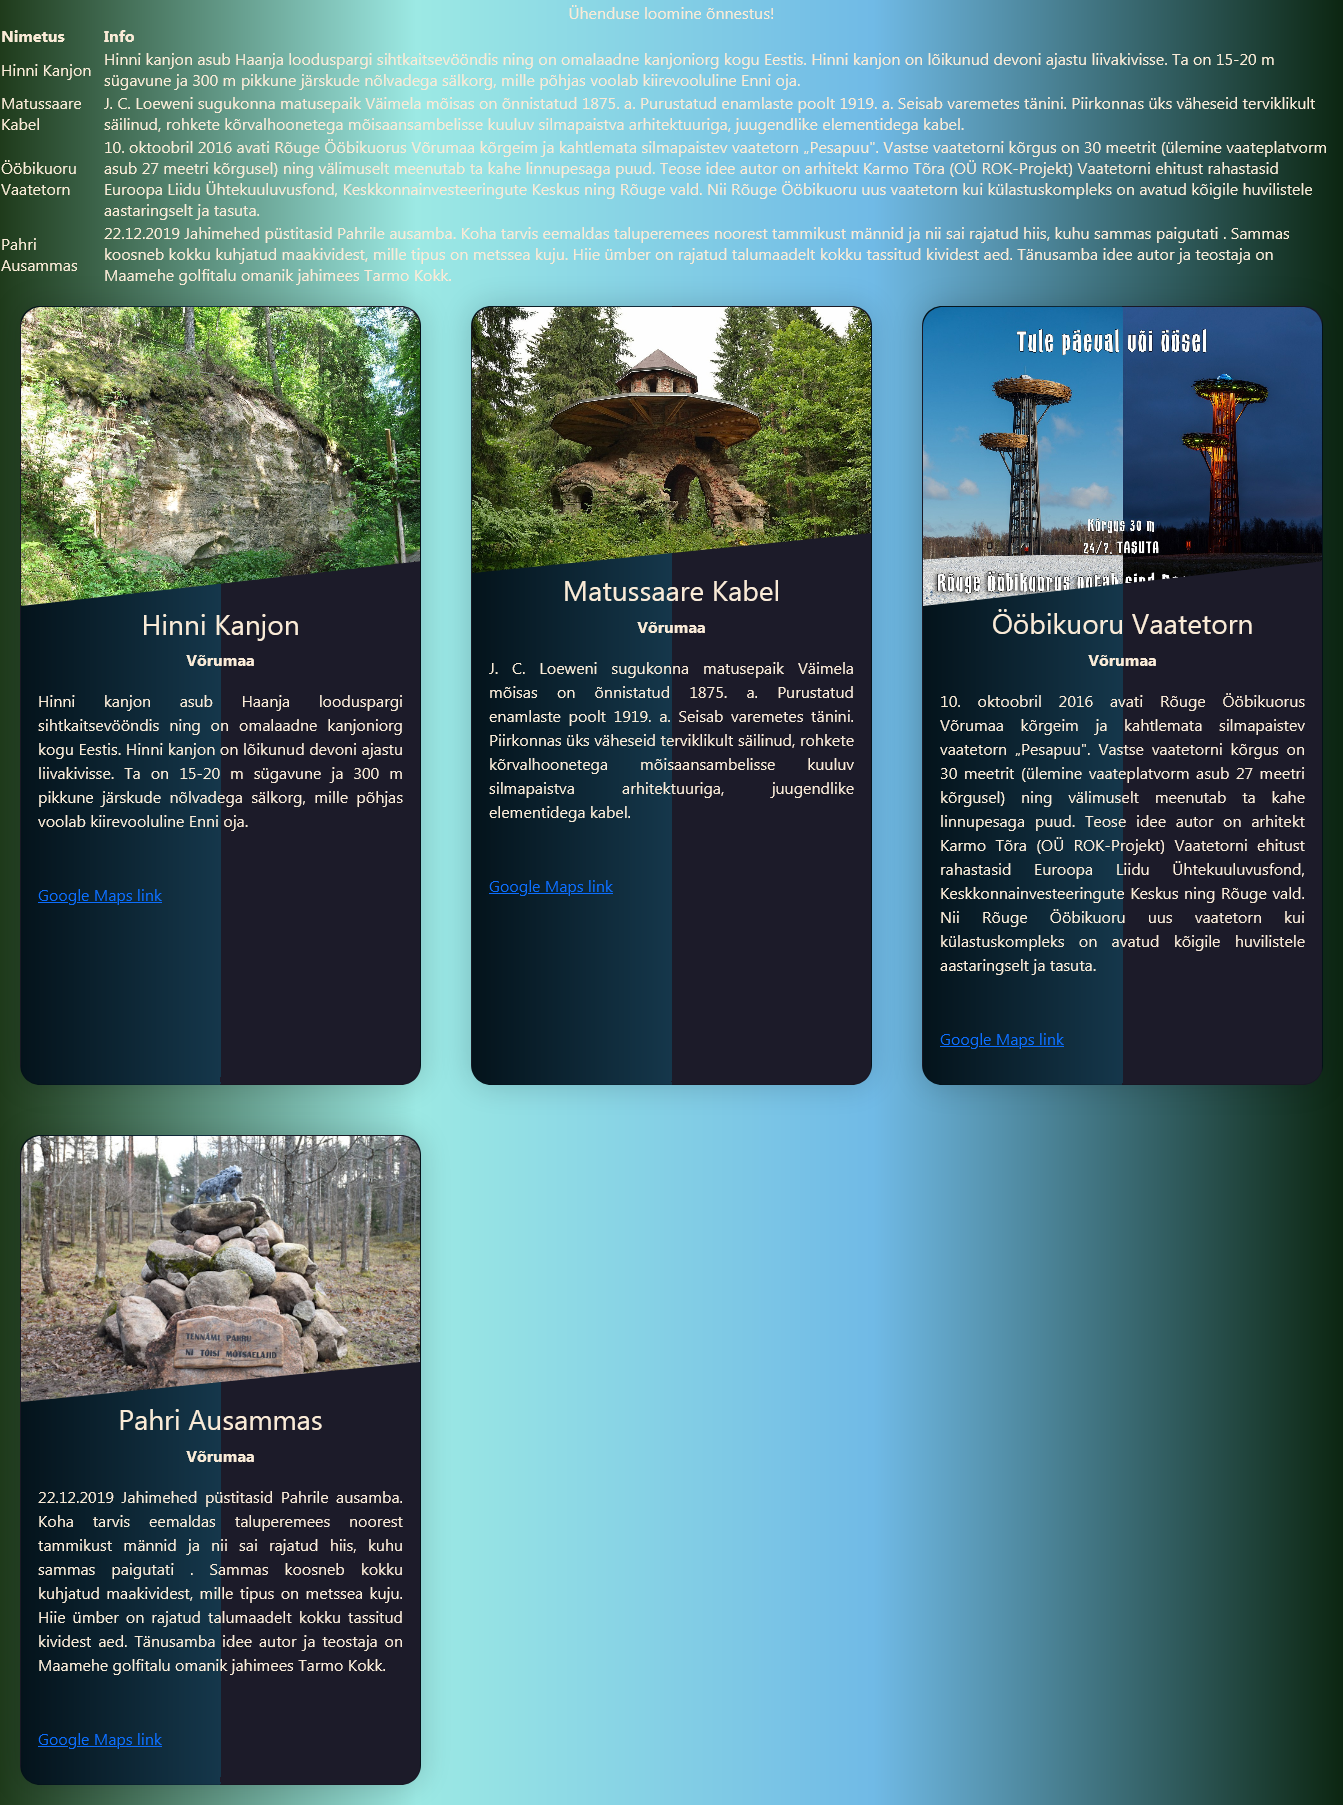 Ühenduse loomine õnnestus!
Nimetus Info
Hinni Kanjon
Hinni kanjon asub Haanja looduspargi sihtkaitsevööndis ning on omalaadne kanjoniorg kogu Eestis. Hinni kanjon on lõikunud devoni ajastu liivakivisse. Ta on 15-20 m
sügavune ja 300 m pikkune järskude nõlvadega sälkorg, mille põhjas voolab kiirevooluline Enni oja.
Matussaare
Kabel
J. C. Loeweni sugukonna matusepaik Väimela mõisas on õnnistatud 1875. a. Purustatud enamlaste poolt 1919. a. Seisab varemetes tänini. Piirkonnas üks väheseid terviklikult
säilinud, rohkete kõrvalhoonetega mõisaansambelisse kuuluv silmapaistva arhitektuuriga, juugendlike elementidega kabel.
Ööbikuoru
Vaatetorn
10. oktoobril 2016 avati Rõuge Ööbikuorus Võrumaa kõrgeim ja kahtlemata silmapaistev vaatetorn „Pesapuu". Vastse vaatetorni kõrgus on 30 meetrit (ülemine vaateplatvorm
asub 27 meetri kõrgusel) ning välimuselt meenutab ta kahe linnupesaga puud. Teose idee autor on arhitekt Karmo Tõra (OÜ ROK-Projekt) Vaatetorni ehitust rahastasid
Euroopa Liidu Ühtekuuluvusfond, Keskkonnainvesteeringute Keskus ning Rõuge vald. Nii Rõuge Ööbikuoru uus vaatetorn kui külastuskompleks on avatud kõigile huvilistele
aastaringselt ja tasuta.
Pahri
Ausammas
22.12.2019 Jahimehed püstitasid Pahrile ausamba. Koha tarvis eemaldas taluperemees noorest tammikust männid ja nii sai rajatud hiis, kuhu sammas paigutati . Sammas
koosneb kokku kuhjatud maakividest, mille tipus on metssea kuju. Hiie ümber on rajatud talumaadelt kokku tassitud kividest aed. Tänusamba idee autor ja teostaja on
Maamehe golfitalu omanik jahimees Tarmo Kokk.
Hinni Kanjon
Võrumaa
Hinni kanjon asub Haanja looduspargi
sihtkaitsevööndis ning on omalaadne kanjoniorg
kogu Eestis. Hinni kanjon on lõikunud devoni ajastu
liivakivisse. Ta on 15-20 m sügavune ja 300 m
pikkune järskude nõlvadega sälkorg, mille põhjas
voolab kiirevooluline Enni oja.
Google Maps link
Matussaare Kabel
Võrumaa
J. C. Loeweni sugukonna matusepaik Väimela
mõisas on õnnistatud 1875. a. Purustatud
enamlaste poolt 1919. a. Seisab varemetes tänini.
Piirkonnas üks väheseid terviklikult säilinud, rohkete
kõrvalhoonetega mõisaansambelisse kuuluv
silmapaistva arhitektuuriga, juugendlike
elementidega kabel.
Google Maps link
Tule päeval või öösel
Kõrgus 30 m
24/7, TASUTA
Rõuge Ööbikuorus ootab sind
Ööbikuoru Vaatetorn
Võrumaa
10. oktoobril 2016 avati Rõuge Ööbikuorus
Võrumaa kõrgeim ja kahtlemata silmapaistev
vaatetorn „Pesapuu". Vastse vaatetorni kõrgus on
30 meetrit (ülemine vaateplatvorm asub 27 meetri
kõrgusel) ning välimuselt meenutab ta kahe
linnupesaga puud. Teose idee autor on arhitekt
Karmo Tõra (OÜ ROK-Projekt) Vaatetorni ehitust
rahastasid Euroopa Liidu Ühtekuuluvusfond,
Keskkonnainvesteeringute Keskus ning Rõuge vald.
Nii Rõuge Ööbikuoru uus vaatetorn kui
külastuskompleks on avatud kõigile huvilistele
aastaringselt ja tasuta.
Google Maps link
TENNÄMI PAHRU
NI TÕISI MÕTSAELÄJID
Pahri Ausammas
Võrumaa
22.12.2019 Jahimehed püstitasid Pahrile ausamba.
Koha tarvis eemaldas taluperemees noorest
tammikust männid ja nii sai rajatud hiis, kuhu
sammas paigutati . Sammas koosneb kokku
kuhjatud maakividest, mille tipus on metssea kuju.
Hiie ümber on rajatud talumaadelt kokku tassitud
kividest aed. Tänusamba idee autor ja teostaja on
Maamehe golfitalu omanik jahimees Tarmo Kokk.
Google Maps link